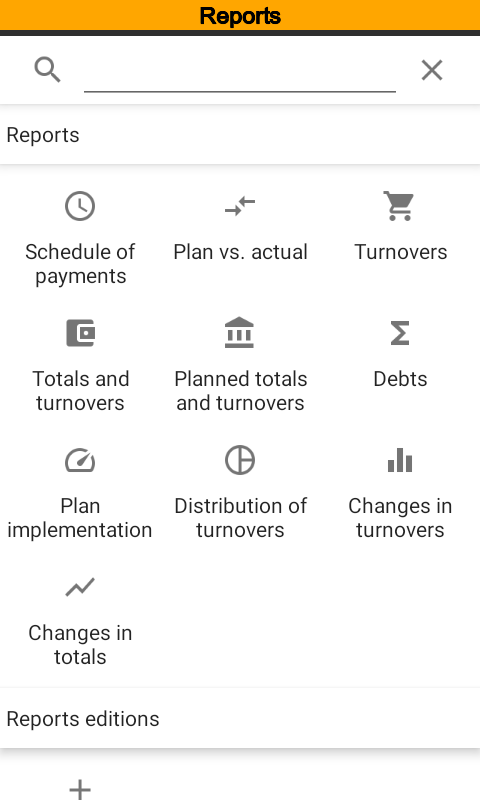 Reports
Reports
Schedule of
payments
Plan vs. actual
Turnovers
Totals and
turnovers
Planned totals
and turnovers
Debts
Plan
implementation
Distribution of
turnovers
Changes in
turnovers
Changes in
totals
Reports editions